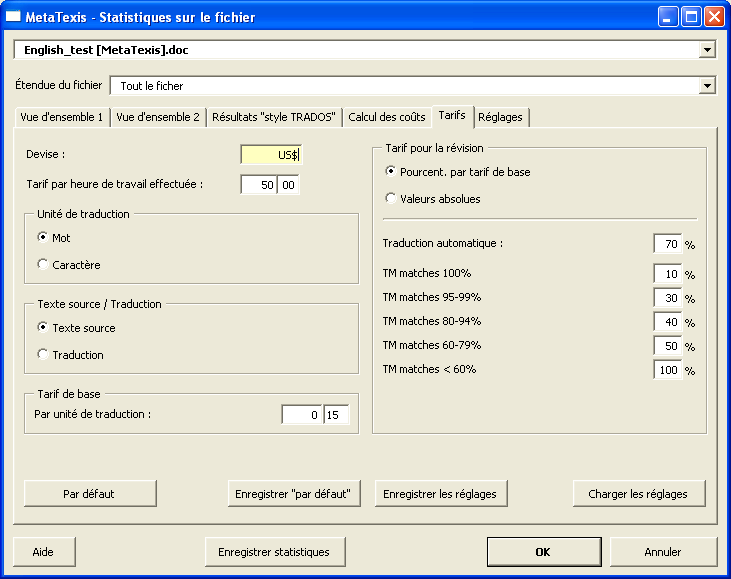 MetaTexis - Statistiques sur le fichier
English_test [MetaTexis].doc
Étendue du fichier Tout le ficher
Vue d'ensemble 1 Vue d'ensemble 2 Résultats "style TRADOS" Calcul des coûts Tarifs Réglages
Devise : US$
Tarif par heure de travail effectuée : 50 00
Unité de traduction
Mot
Caractère
Texte source / Traduction
Texte source
Traduction
Tarif de base
Par unité de traduction : 0 15
Tarif pour la révision
Pourcent. par tarif de base
Valeurs absolues
Traduction automatique : 70 %
TM matches 100% 10 %
TM matches 95-99% 30 %
TM matches 80-94% 40 %
TM matches 60-79% 50 %
TM matches < 60% 100 %
Par défaut Enregistrer "par défaut" Enregistrer les réglages Charger les réglages
Aide Enregistrer statistiques OK Annuler